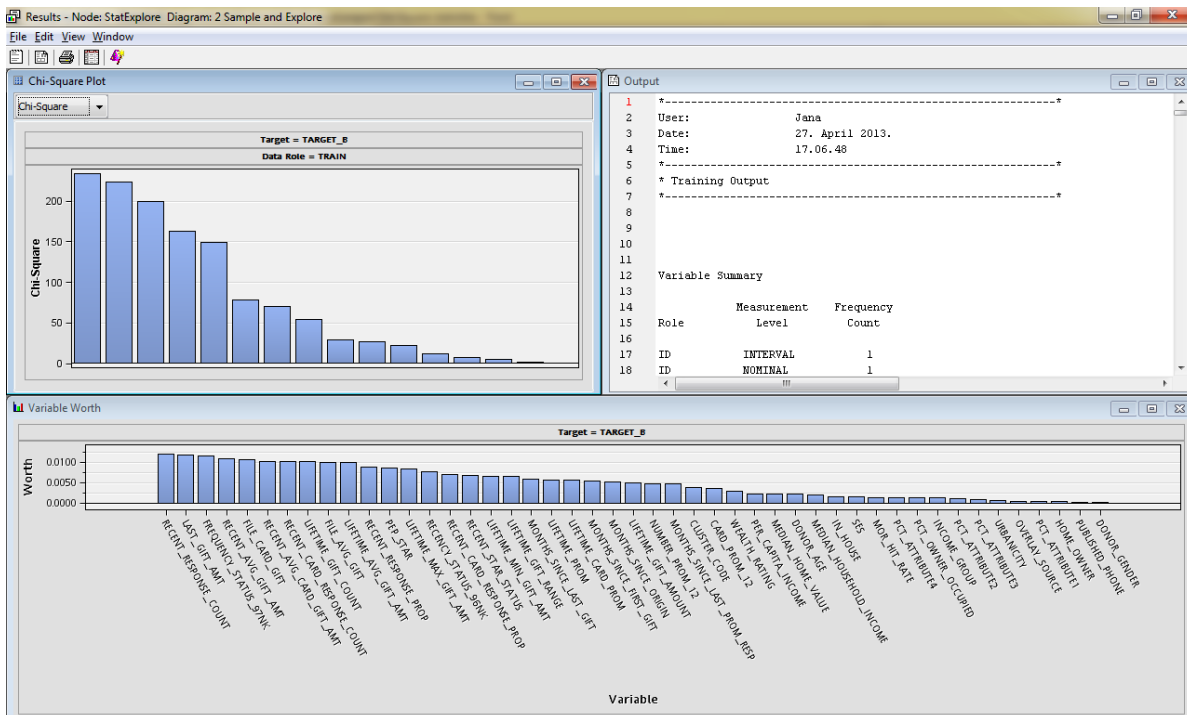 Results - Node: StatExplore Diagram: 2 Sample and Explore
File Edit View Window
Chi-Square Plot
Chi-Square
Target = TARGET_B
Data Role = TRAIN
Chi-Square
200
150
100
50
0
Output
1 *------------------------------------------------------------*
2 User: Jana
3 Date: 27. April 2013.
4 Time: 17.06.48
5 *------------------------------------------------------------*
6 * Training Output
7 *------------------------------------------------------------*
8
9
10
11
12 Variable Summary
13
14 Measurement Frequency
15 Role Level Count
16
17 ID INTERVAL 1
18 ID NOMINAL 1
Variable Worth
Target = TARGET_B
Worth
0.0100
0.0050
0.0000
RECENT_RESPONSE_COUNT
LAST_GIFT_AMT
FREQUENCY_STATUS_97NK
RECENT_AVG_GIFT_AMT
FILE_CARD_GIFT
RECENT_AVG_CARD_GIFT_AMT
RECENT_CARD_RESPONSE_COUNT
LIFETIME_GIFT_COUNT
FILE_AVG_GIFT
LIFETIME_AVG_GIFT_AMT
RECENT_RESPONSE_PROP
PEP_STAR
LIFETIME_MAX_GIFT_AMT
RECENCY_STATUS_96NK
RECENT_CARD_RESPONSE_PROP
RECENT_STAR_STATUS
LIFETIME_MIN_GIFT_AMT
LIFETIME_GIFT_RANGE
MONTHS_SINCE_LAST_GIFT
LIFETIME_PROM
LIFETIME_CARD_PROM
MONTHS_SINCE_FIRST_GIFT
MONTHS_SINCE_ORIGIN
LIFETIME_GIFT_AMOUNT
NUMBER_PROM_12
MONTHS_SINCE_LAST_PROM_RESP
CLUSTER_CODE
CARD_PROM_12
WEALTH_RATING
PER_CAPITA_INCOME
MEDIAN_HOME_VALUE
DONOR_AGE
MEDIAN_HOUSEHOLD_INCOME
IN_HOUSE
SES
MOR_HIT_RATE
PCT_ATTRIBUTE4
PCT_OWNER_OCCUPIED
INCOME_GROUP
PCT_ATTRIBUTE2
PCT_ATTRIBUTE3
URBANICITY
OVERLAY_SOURCE
PCT_ATTRIBUTE1
HOME_OWNER
PUBLISHED_PHONE
DONOR_GENDER
Variable